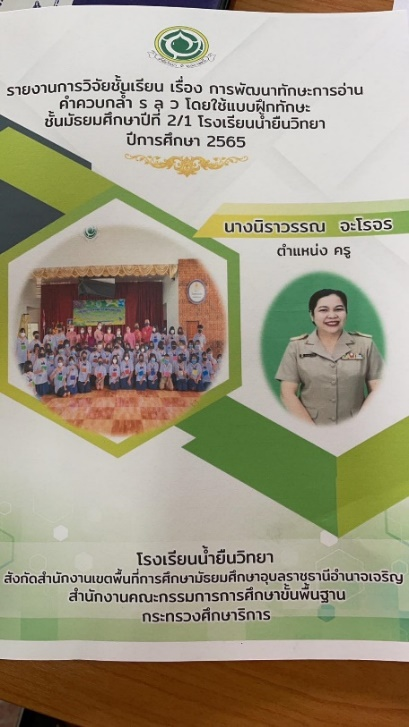 รายงานการวิจัยชั้นเรียน เรื่อง การพัฒนาทักษะการอ่าน
คำควบกล้ำ ร ล ว โดยใช้แบบฝึกทักษะ
ชั้นมัธยมศึกษาปีที่ 2/1 โรงเรียนน้ำยืนวิทยา
ปีการศึกษา 2565
นางนิราวรรณ จะโรจร
ตำแหน่ง ครู
โรงเรียนน้ำยืนวิทยา
สังกัดสำนักงานเขตพื้นที่การศึกษามัธยมศึกษาอุบลราชธานีอำนาจเจริญ
สำนักงานคณะกรรมการการศึกษาขั้นพื้นฐาน
กระทรวงศึกษาธิการ